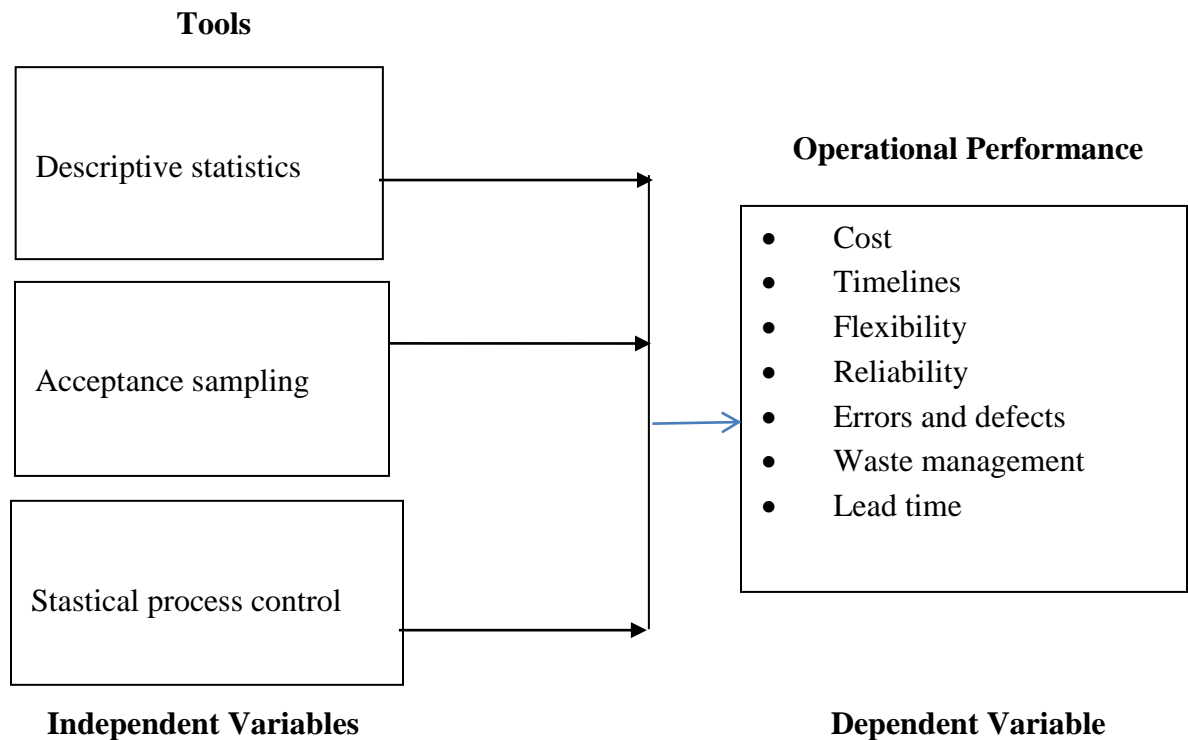 Tools
Descriptive statistics
Acceptance sampling
Stastical process control
Independent Variables
Operational Performance
• Cost
• Timelines
• Flexibility
• Reliability
• Errors and defects
• Waste management
• Lead time
Dependent Variable